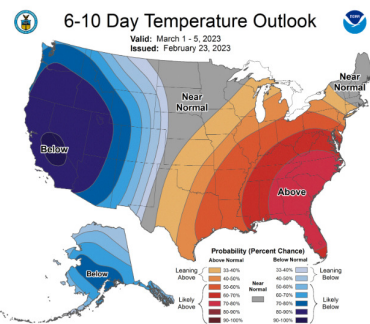 6-10 Day Temperature Outlook
Valid: March 1 - 5, 2023
Issued: February 23, 2023
Near
Normal
Near
Normal
Below
Above
Below
Probability (Percent Chance)
Above Normal
Below Normal
Leaning
Above
33-40%
40-50%
Near
Normal
33-40%
40-50%
Leaning
Below
Likely
Above
50-60%
60-70%
70-80%
80-90%
90-100%
50-60%
60-70%
70-80%
80-90%
90-100%
Likely
Below